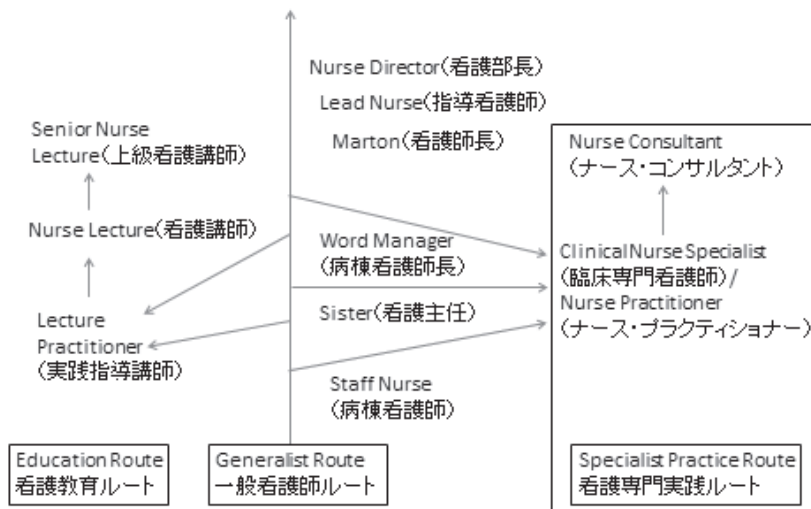 Nurse Director(看護部長)
Lead Nurse(指導看護師)
Marton(看護師長)
Senior Nurse
Lecture(上級看護講師)
Nurse Lecture(看護講師)
Lecture
Practitioner
(実践指導講師)
Word Manager
(病棟看護師長)
Sister(看護主任)
Staff Nurse
(病棟看護師)
Nurse Consultant
(ナース・コンサルタント)
Clinical Nurse Specialist
(臨床専門看護師)/
Nurse Practitioner
(ナース・プラクティショナー)
Education Route
看護教育ルート
Generalist Route
一般看護師ルート
Specialist Practice Route
看護専門実践ルート